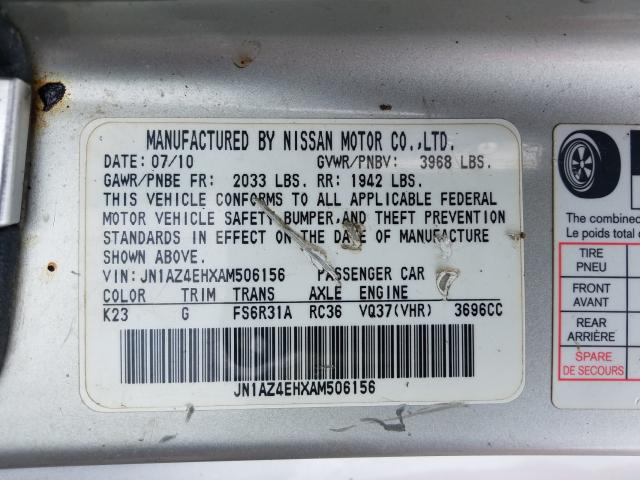 MANUFACTURED BY NISSAN MOTOR CO.,LTD.
DATE: 07/10 GVWR/PNBV: 3968 LBS.
GAWR/PNBE FR: 2033 LBS. RR: 1942 LBS.
THIS VEHICLE CONFORMS TO ALL APPLICABLE FEDERAL
MOTOR VEHICLE SAFETY, BUMPER,AND THEFT PREVENTION
STANDARDS IN EFFECT ON THE DATE OF MANUFACTURE
SHOWN ABOVE.
VIN: JN1AZ4EHXAM506156 PASSENGER CAR
COLOR TRIM TRANS AXLE ENGINE
K23 G FS6R31A RC36 VQ37(VHR) 3696CC
JN1AZ4EHXAM506156
The combined
Le poids total
TIRE
PNEU
FRONT
AVANT
REAR
ARRIÈRE
SPARE
DE SECOURS